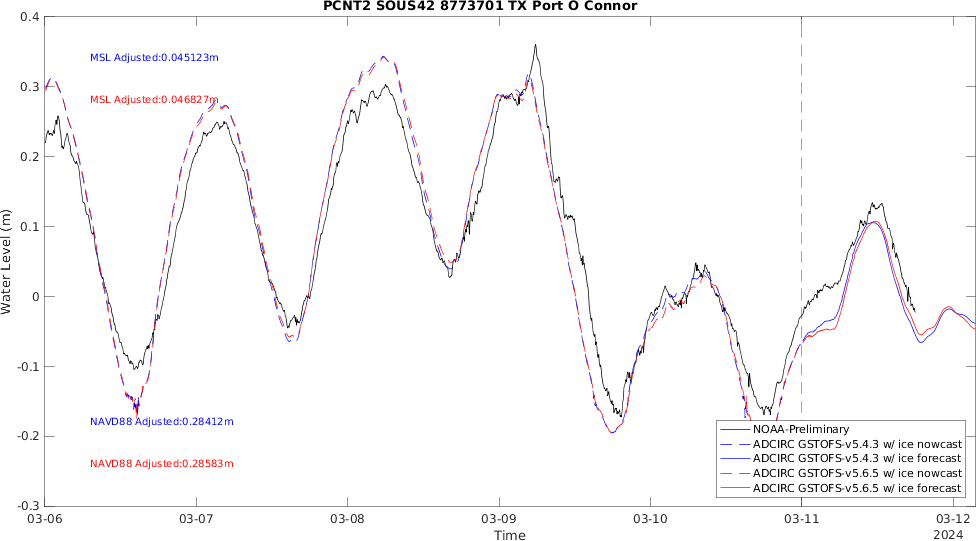 PCNT2 SOUS42 8773701 TX Port O Connor
0.4
MSL Adjusted:0.045123m
0.3
MSL Adjusted:0.046827m
0.2
0.1
Water Level (m)
0
-0.1
NAVD88 Adjusted:0.28412m
-0.2
NAVD88 Adjusted:0.28583m
-0.3
NOAA-Preliminary
ADCIRC GSTOFS-v5.4.3 w/ ice nowcast
ADCIRC GSTOFS-v5.4.3 w/ ice forecast
ADCIRC GSTOFS-v5.6.5 w/ ice nowcast
ADCIRC GSTOFS-v5.6.5 w/ ice forecast
03-06 03-07 03-08 03-09 03-10 03-11 03-12
Time
2024